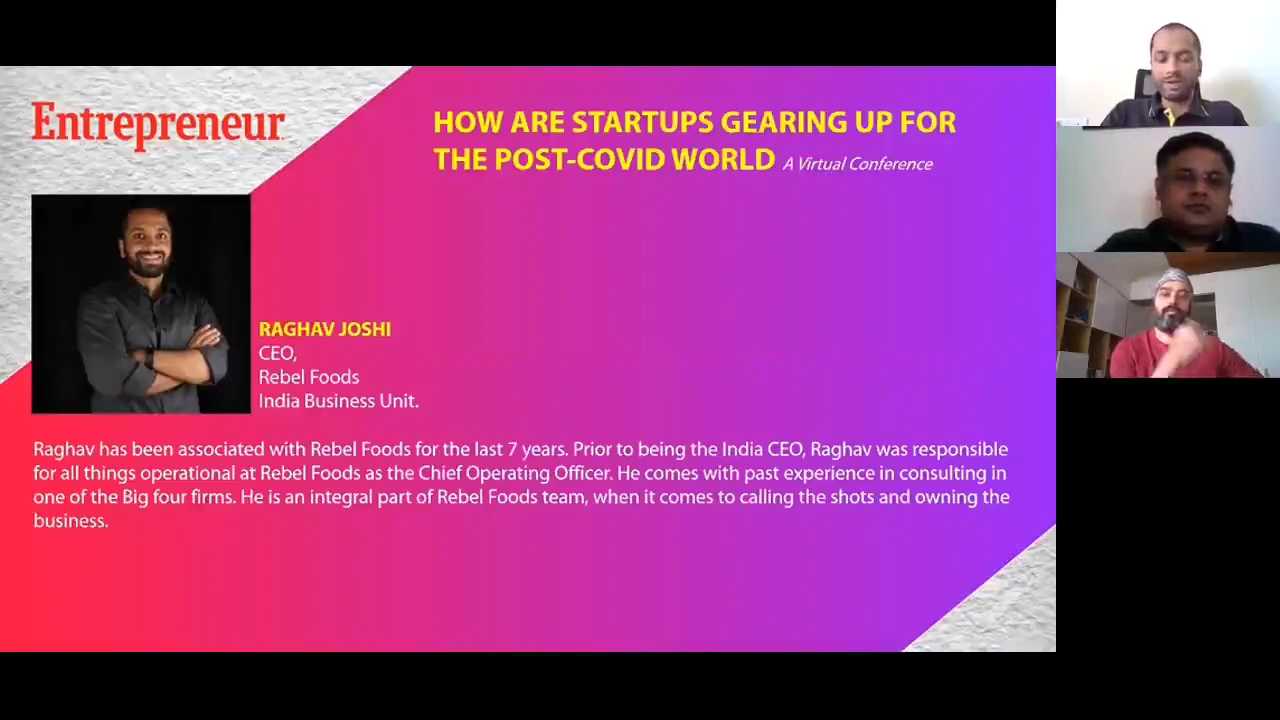 Entrepreneur
HOW ARE STARTUPS GEARING UP FOR
THE POST-COVID WORLD A Virtual Conference
RAGHAV JOSHI
CEO,
Rebel Foods
India Business Unit.
Raghav has been associated with Rebel Foods for the last 7 years. Prior to being the India CEO, Raghav was responsible
for all things operational at Rebel Foods as the Chief Operating Officer. He comes with past experience in consulting in
one of the Big four firms. He is an integral part of Rebel Foods team, when it comes to calling the shots and owning the
business.